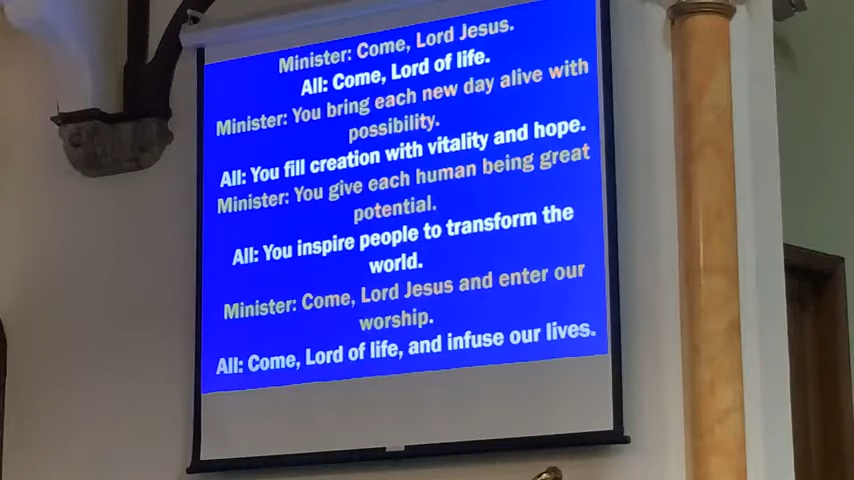 Minister: Come, Lord Jesus.
All: Come, Lord of life.
Minister: You bring each new day alive with
possibility.
All: You fill creation with vitality and hope.
Minister: You give each human being great
potential.
All: You inspire people to transform the
world.
Minister: Come, Lord Jesus and enter our
worship.
All: Come, Lord of life, and infuse our lives.